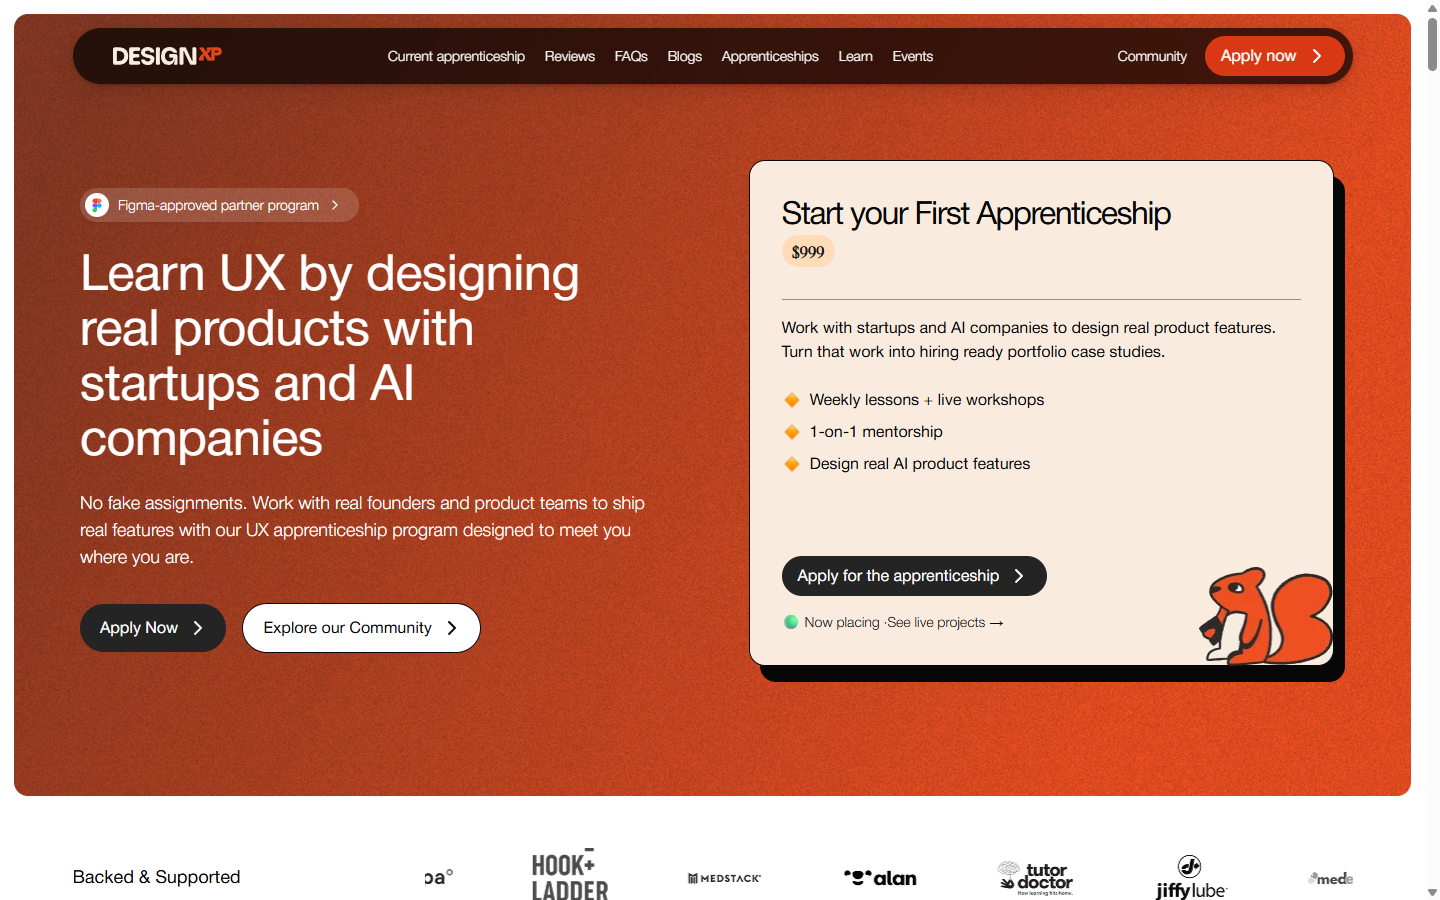 DESIGNXP
Current apprenticeship
Reviews
FAQs
Blogs
Apprenticeships
Learn
Events
Community
Apply now
Figma-approved partner program
Learn UX by designing
real products with
startups and AI
companies
No fake assignments. Work with real founders and product teams to ship
real features with our UX apprenticeship program designed to meet you
where you are.
Apply Now
Explore our Community
Start your First Apprenticeship
$999
Work with startups and AI companies to design real product features.
Turn that work into hiring ready portfolio case studies.
Weekly lessons + live workshops
1-on-1 mentorship
Design real AI product features
Apply for the apprenticeship
Now placing ·See live projects →
Backed & Supported
HOOK+
LADDER
MEDSTACK
alan
tutor
doctor
How learning hits home.
jiffylube